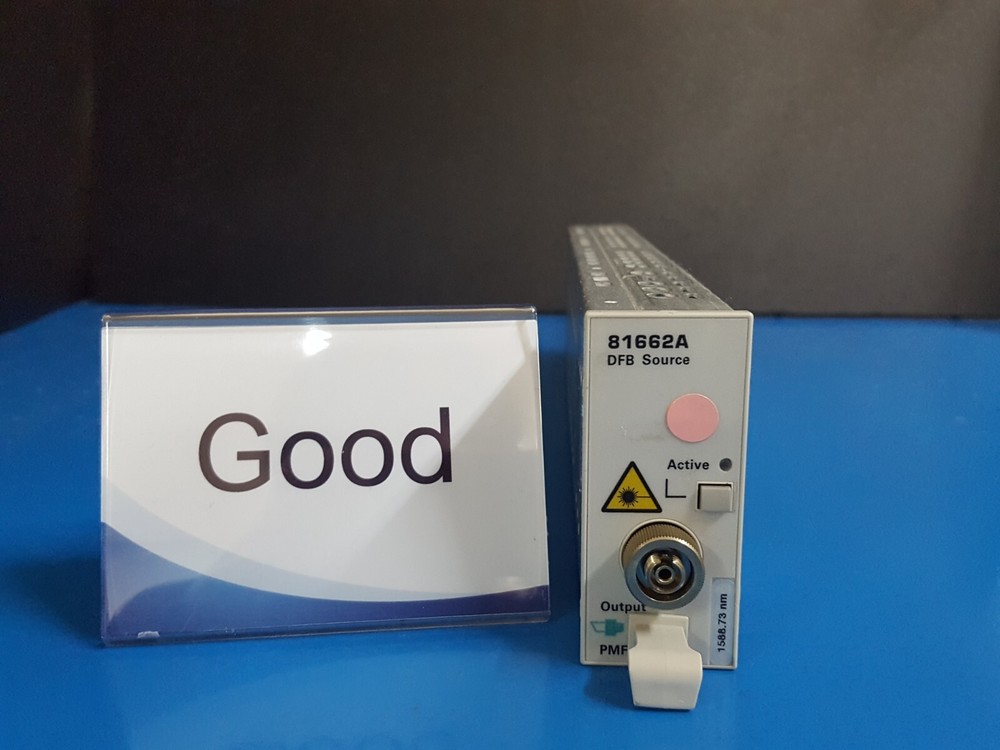 Good
81662A
DFB Source
Active
Output
PMF
1588.73 nm